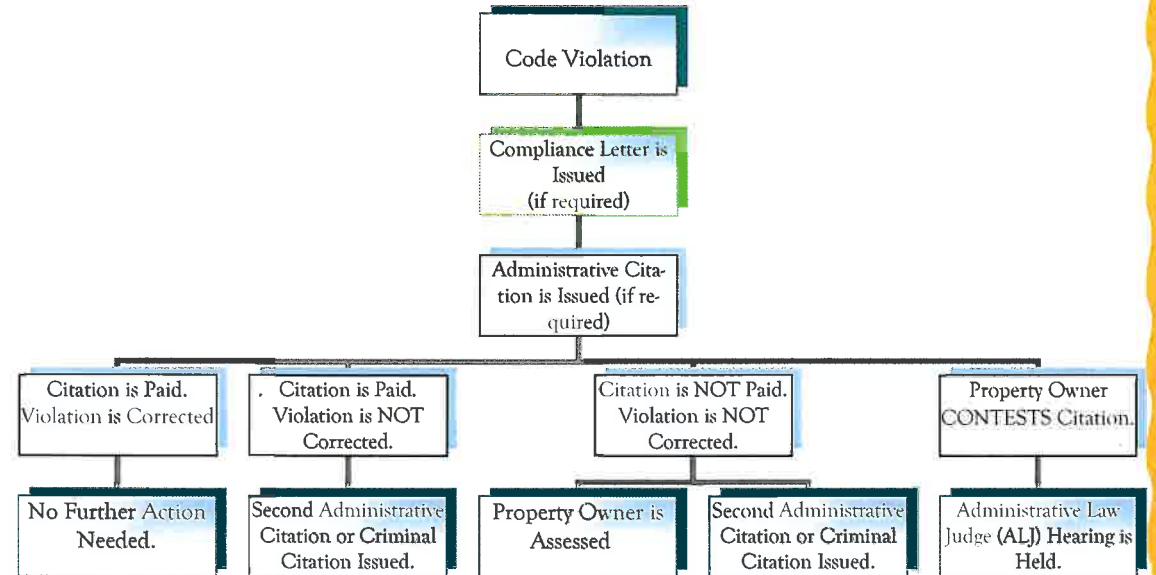 Code Violation
Compliance Letter is
Issued
(if required)
Administrative Cita-
tion is Issued (if re-
quired)
Citation is Paid.
Violation is Corrected
Citation is Paid.
Violation is NOT
Corrected.
Citation is NOT Paid.
Violation is NOT
Corrected.
Property Owner
CONTESTS Citation.
No Further Action
Needed.
Second Administrative
Citation or Criminal
Citation Issued.
Property Owner is
Assessed
Second Administrative
Citation or Criminal
Citation Issued.
Administrative Law
Judge (ALJ) Hearing is
Held.